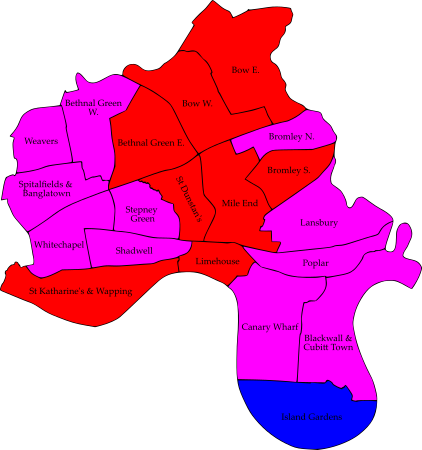 Bow E.
Bethnal Green
W.
Bow W.
Weavers
Bethnal Green E.
Bromley N.
Bromley S.
Spitalfields &
Banglatown
St Dunstan's
Mile End
Stepney
Green
Lansbury
Whitechapel
Shadwell
Limehouse
Poplar
St Katharine's & Wapping
Canary Wharf
Blackwall &
Cubitt Town
Island Gardens